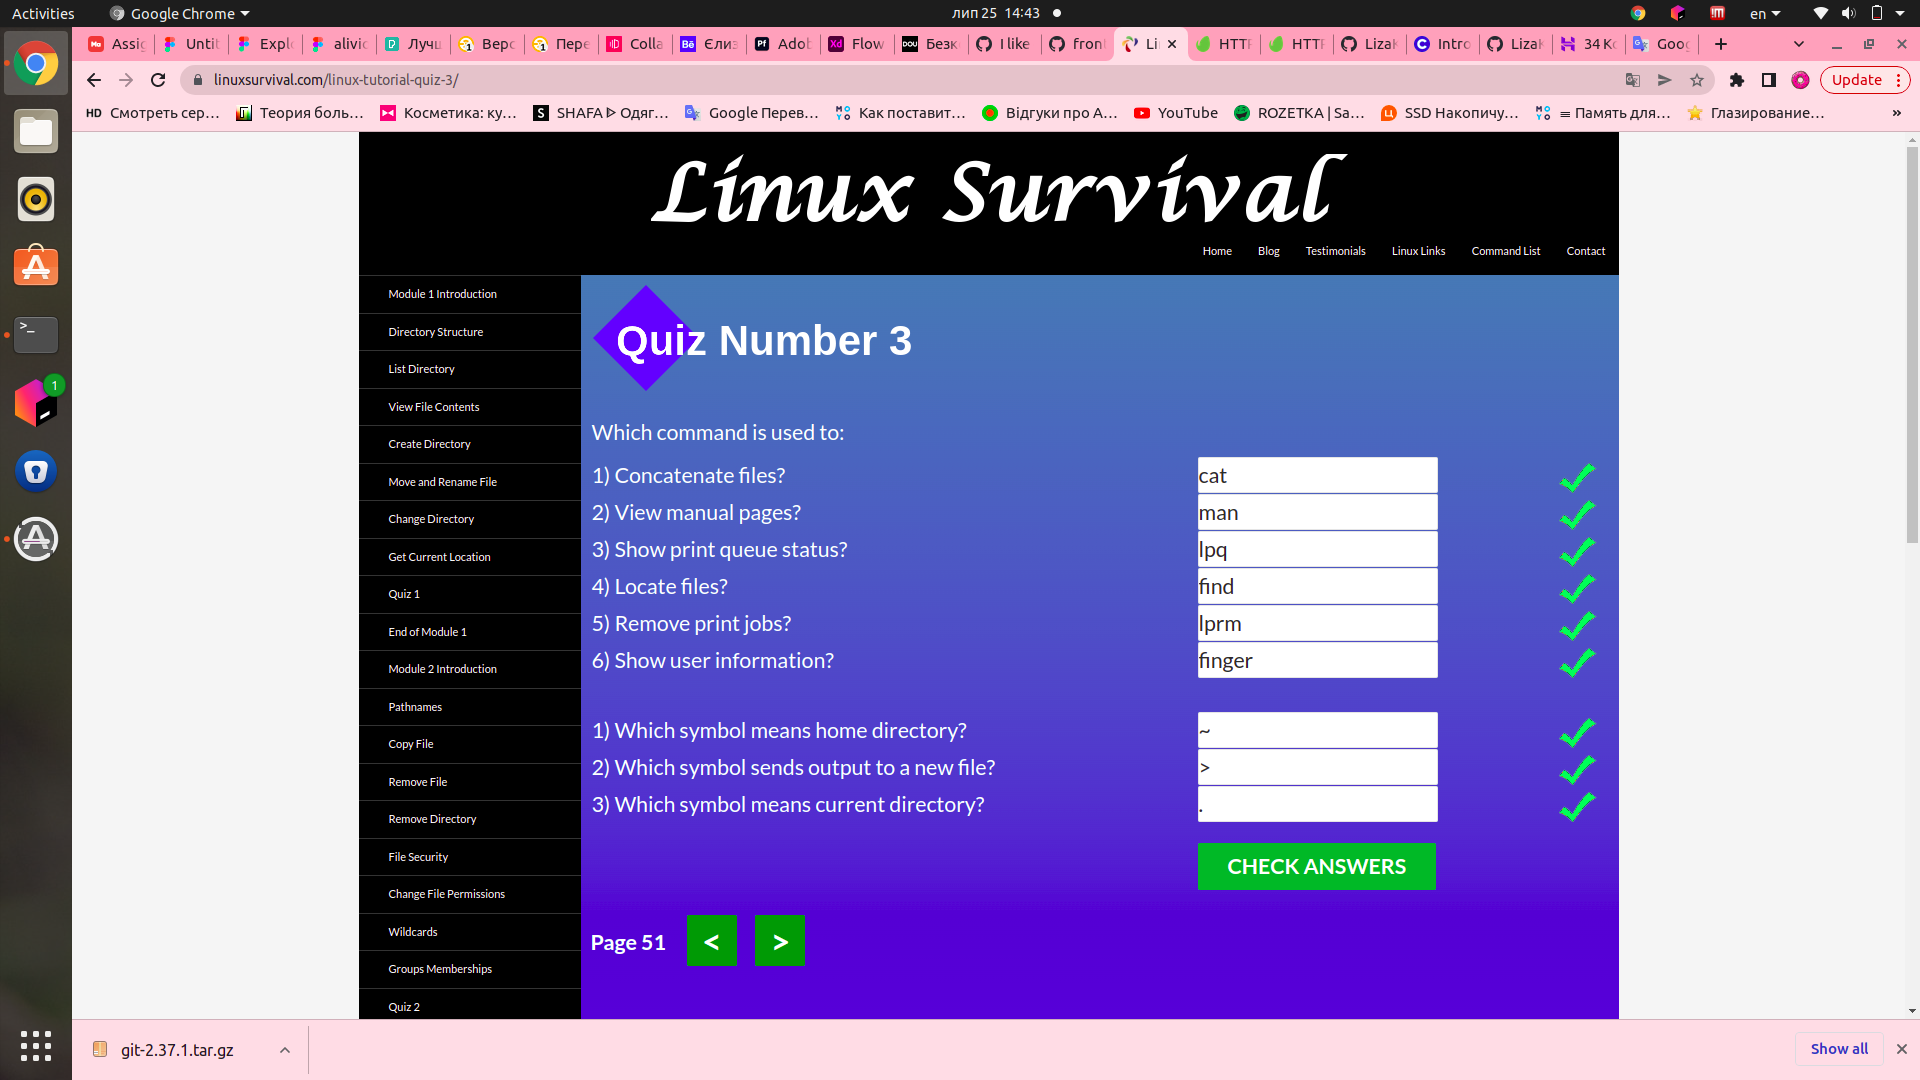 Activities
Google Chrome
лип 25 14:43
en
Assig
Untit
Explo
alivic
Лучш
Верс
Пере
Colla
Єлиз
Adob
Flow
Безко
I like
front
Lin
HTTP
HTTP
LizaK
Intro
LizaK
34 Ко
Goog
linuxsurvival.com/linux-tutorial-quiz-3/
Update
HD Смотреть сер...
Теория боль...
Косметика: ку...
SHAFA ᐈ Одяг...
Google Перев...
Как поставит...
Відгуки про А...
YouTube
ROZETKA | Sa...
SSD Накопичу...
≡ Память для...
Глазирование...
»
Linux Survival
Home
Blog
Testimonials
Linux Links
Command List
Contact
Module 1 Introduction
Directory Structure
List Directory
View File Contents
Create Directory
Move and Rename File
Change Directory
Get Current Location
Quiz 1
End of Module 1
Module 2 Introduction
Pathnames
Copy File
Remove File
Remove Directory
File Security
Change File Permissions
Wildcards
Groups Memberships
Quiz 2
Quiz Number 3
Which command is used to:
1) Concatenate files? cat
2) View manual pages? man
3) Show print queue status? lpq
4) Locate files? find
5) Remove print jobs? lprm
6) Show user information? finger
1) Which symbol means home directory? ~
2) Which symbol sends output to a new file? >
3) Which symbol means current directory? .
CHECK ANSWERS
Page 51 < >
1
git-2.37.1.tar.gz
Show all